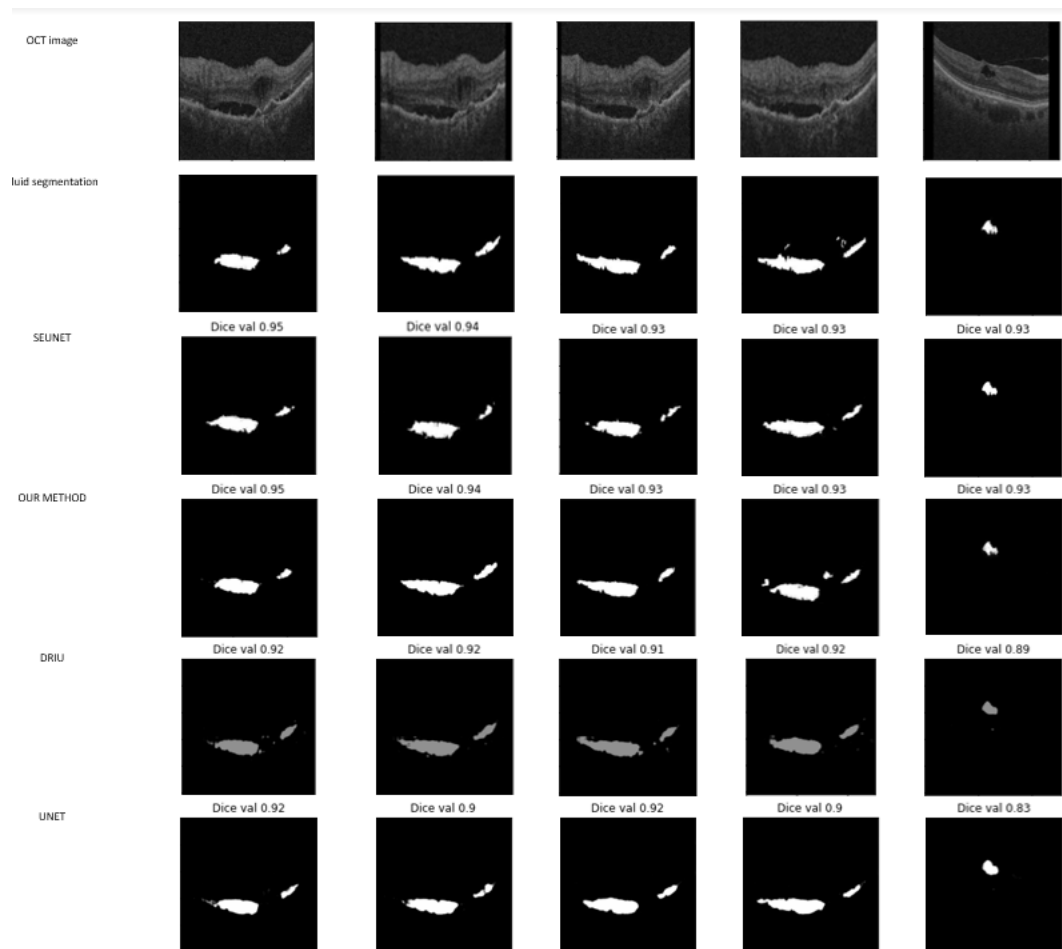 OCT image
luid segmentation
Dice val 0.95 Dice val 0.94 Dice val 0.93 Dice val 0.93 Dice val 0.93
SEUNET
Dice val 0.95 Dice val 0.94 Dice val 0.93 Dice val 0.93 Dice val 0.93
OUR METHOD
Dice val 0.92 Dice val 0.92 Dice val 0.91 Dice val 0.92 Dice val 0.89
DRIU
Dice val 0.92 Dice val 0.9 Dice val 0.92 Dice val 0.9 Dice val 0.83
UNET